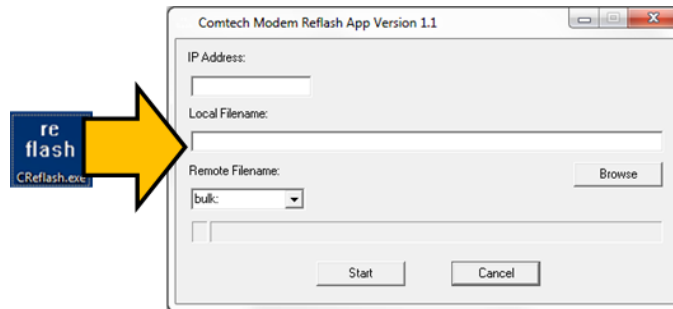 Comtech Modem Reflash App Version 1.1
IP Address:
Local Filename:
re
flash
CReflash.exe
Remote Filename:
Browse
bulk:
Start
Cancel